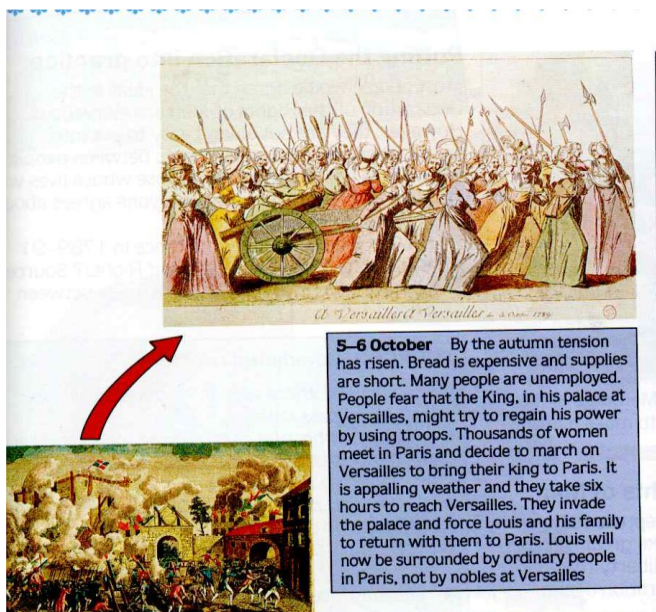 A Versailles A Versailles du 5 Octobre 1789
5–6 October By the autumn tension
has risen. Bread is expensive and supplies
are short. Many people are unemployed.
People fear that the King, in his palace at
Versailles, might try to regain his power
by using troops. Thousands of women
meet in Paris and decide to march on
Versailles to bring their king to Paris. It
is appalling weather and they take six
hours to reach Versailles. They invade
the palace and force Louis and his family
to return with them to Paris. Louis will
now be surrounded by ordinary people
in Paris, not by nobles at Versailles